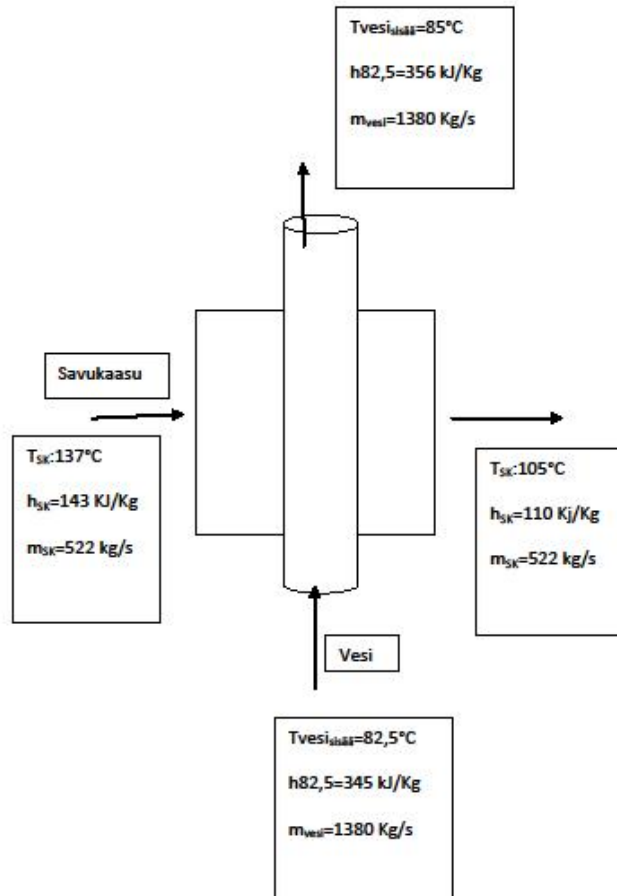 Tvesisisää=85°C
h82,5=356 kJ/Kg
mvesi=1380 Kg/s
Savukaasu
TSK:137°C
hSK=143 KJ/Kg
mSK=522 kg/s
TSK:105°C
hSK=110 Kj/Kg
mSK=522 kg/s
Vesi
Tvesisisää=82,5°C
h82,5=345 kJ/Kg
mvesi=1380 Kg/s